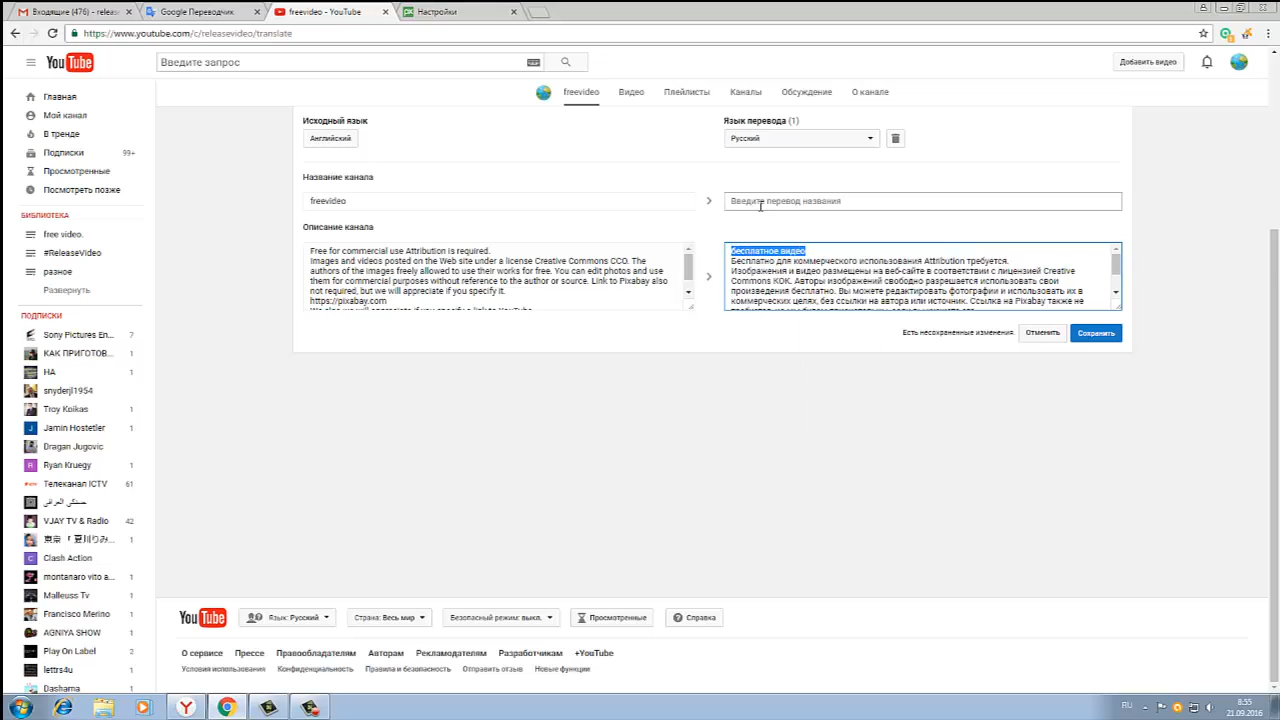 Входящие (476) - releas
Google Переводчик
freevideo - YouTube
Настройки
https://www.youtube.com/c/releasevideo/translate
YouTube
Введите запрос
Добавить видео
Главная
Мой канал
В тренде
Подписки 99+
Просмотренные
Посмотреть позже
БИБЛИОТЕКА
free video.
#ReleaseVideo
разное
Развернуть
ПОДПИСКИ
Sony Pictures En... 7
КАК ПРИГОТОВ... 1
НА 1
snyderjl1954
Troy Koikas 1
Jamin Hostetler 1
Dragan Jugovic
Ryan Kruegy 1
Телеканал ICTV 61
VJAY TV & Radio 42
Clash Action
montanaro vito a... 1
Malleuss Tv 1
Francisco Merino 1
AGNIYA SHOW 1
Play On Label 2
lettrs4u 1
Dashama 1
freevideo Видео Плейлисты Каналы Обсуждение О канале
Исходный язык
Английский
Язык перевода (1)
Русский
Название канала
freevideo
Введите перевод названия
Описание канала
Free for commercial use Attribution is required.
Images and videos posted on the Web site under a license Creative Commons CCO. The
authors of the images freely allowed to use their works for free. You can edit photos and use
them for commercial purposes without reference to the author or source. Link to Pixabay also
not required, but we will appreciate if you specify it.
https://pixabay.com
бесплатное видео
Бесплатно для коммерческого использования Attribution требуется.
Изображения и видео размещены на веб-сайте в соответствии с лицензией Creative
Commons КОК. Авторы изображений свободно разрешается использовать свои
произведения бесплатно. Вы можете редактировать фотографии и использовать их в
коммерческих целях, без ссылки на автора или источник. Ссылка на Pixabay также не
Есть несохраненные изменения.
Отменить
Сохранить
YouTube
Язык: Русский
Страна: Весь мир
Безопасный режим: выкл.
Просмотренные
Справка
О сервисе Прессе Правообладателям Авторам Рекламодателям Разработчикам +YouTube
Условия использования Конфиденциальность Правила и безопасность Отправить отзыв Новые функции
RU
8:55
21.09.2016